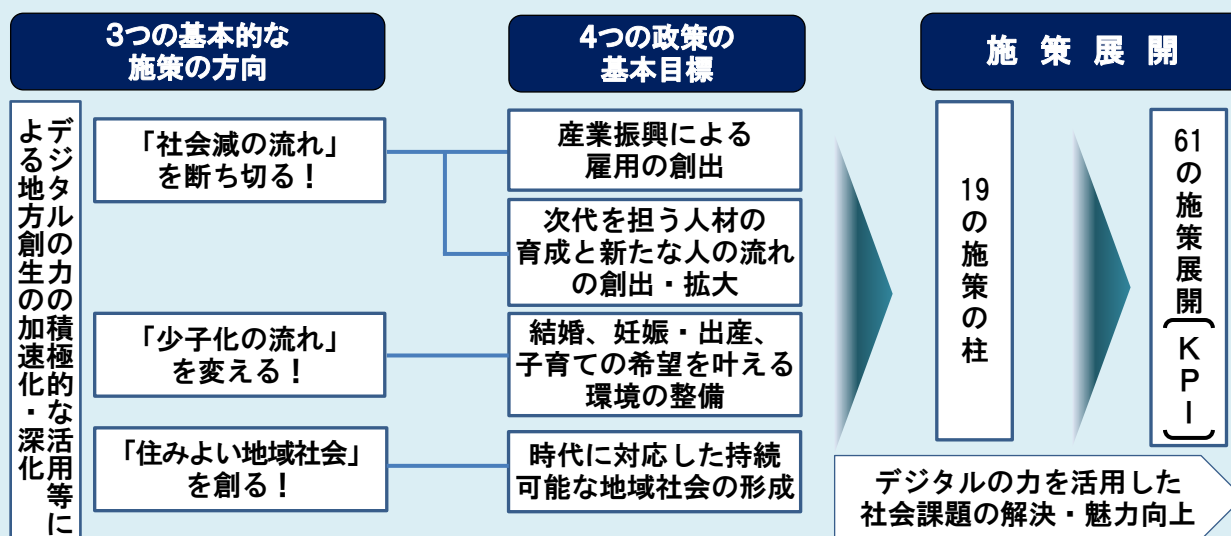 3つの基本的な
施策の方向
4つの政策の
基本目標
施策展開
デジタルの力の積極的な活用等に
よる地方創生の加速化・深化
「社会減の流れ」
を断ち切る！
産業振興による
雇用の創出
次代を担う人材の
育成と新たな人の流れ
の創出・拡大
「少子化の流れ」
を変える！
結婚、妊娠・出産、
子育ての希望を叶える
環境の整備
「住みよい地域社会」
を創る！
時代に対応した持続
可能な地域社会の形成
19の施策の柱
61の施策展開［KPI］
デジタルの力を活用した
社会課題の解決・魅力向上